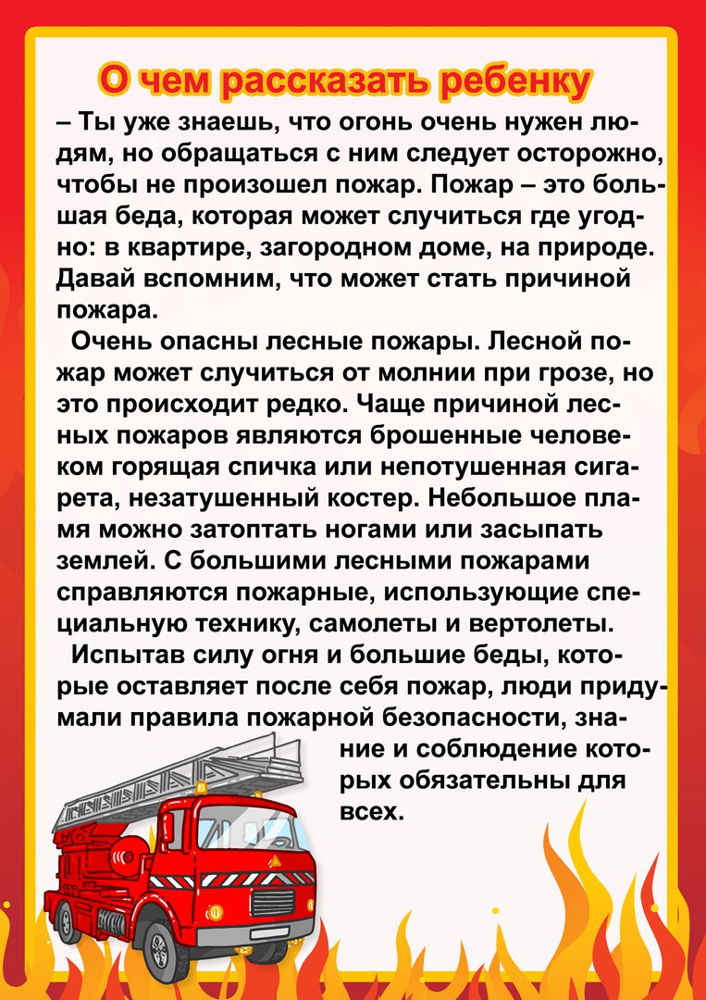 О чем рассказать ребенку
– Ты уже знаешь, что огонь очень нужен лю-
дям, но обращаться с ним следует осторожно,
чтобы не произошел пожар. Пожар – это боль-
шая беда, которая может случиться где угод-
но: в квартире, загородном доме, на природе.
Давай вспомним, что может стать причиной
пожара.
Очень опасны лесные пожары. Лесной по-
жар может случиться от молнии при грозе, но
это происходит редко. Чаще причиной лес-
ных пожаров являются брошенные челове-
ком горящая спичка или непотушенная сига-
рета, незатушенный костер. Небольшое пла-
мя можно затоптать ногами или засыпать
землей. С большими лесными пожарами
справляются пожарные, использующие спе-
циальную технику, самолеты и вертолеты.
Испытав силу огня и большие беды, кото-
рые оставляет после себя пожар, люди приду-
мали правила пожарной безопасности, зна-
ние и соблюдение кото-
рых обязательны для
всех.